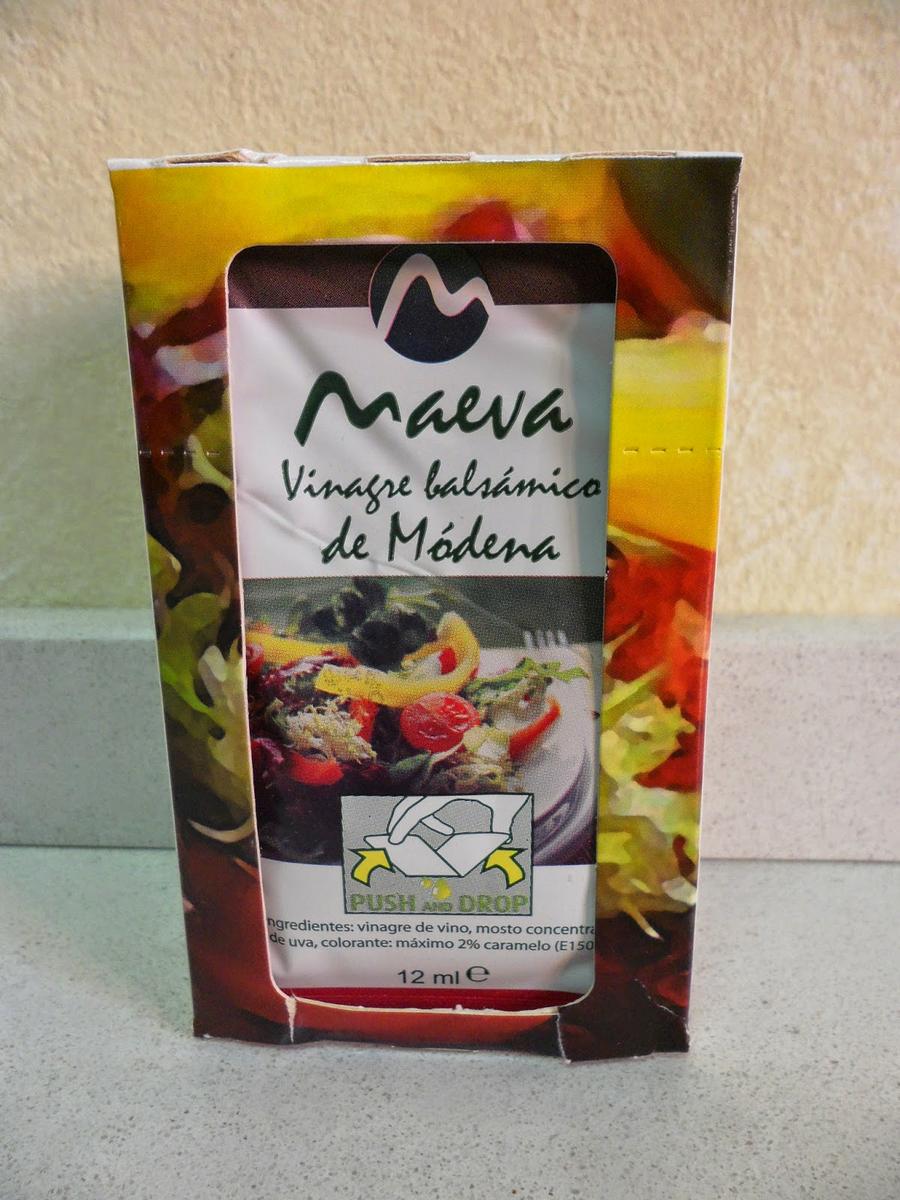 Maeva
Vinagre balsámico
de Módena
PUSH AND DROP
ngredientes: vinagre de vino, mosto concentra
de uva, colorante: máximo 2% caramelo (E150
12 ml ℮